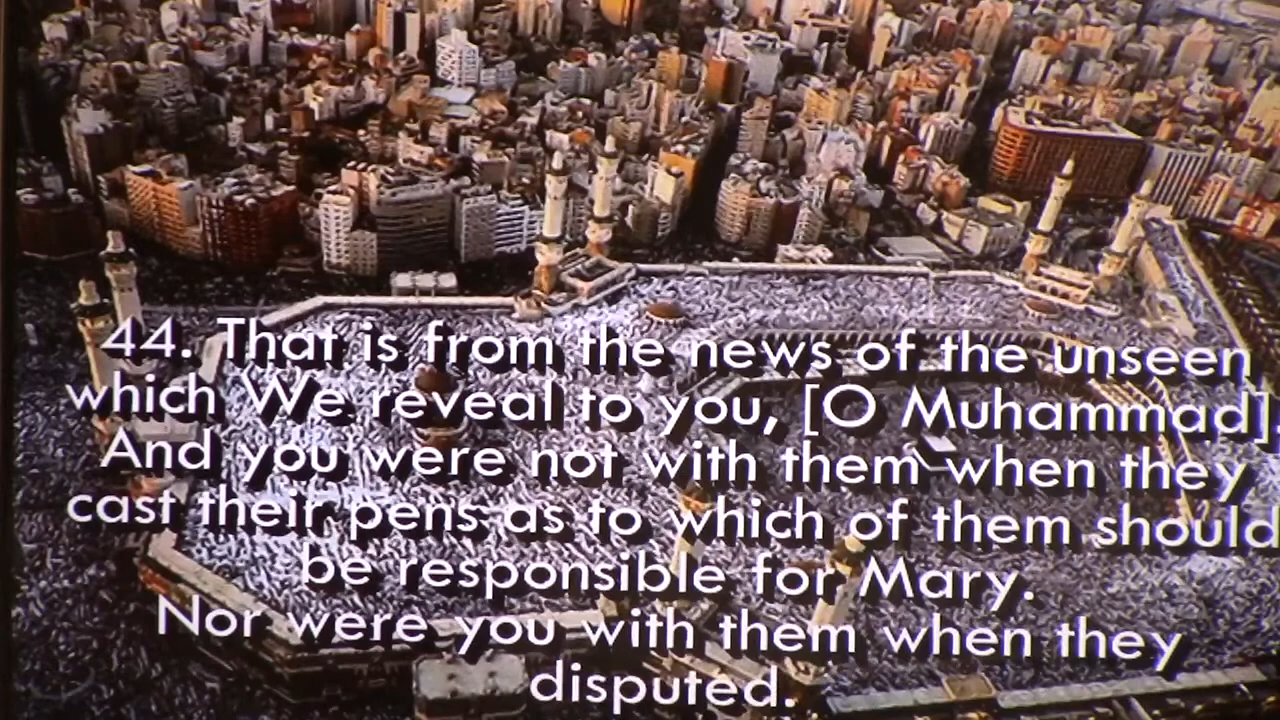 44. That is from the news of the unseen
which We reveal to you, [O Muhammad].
And you were not with them when they
cast their pens as to which of them should
be responsible for Mary.
Nor were you with them when they
disputed.